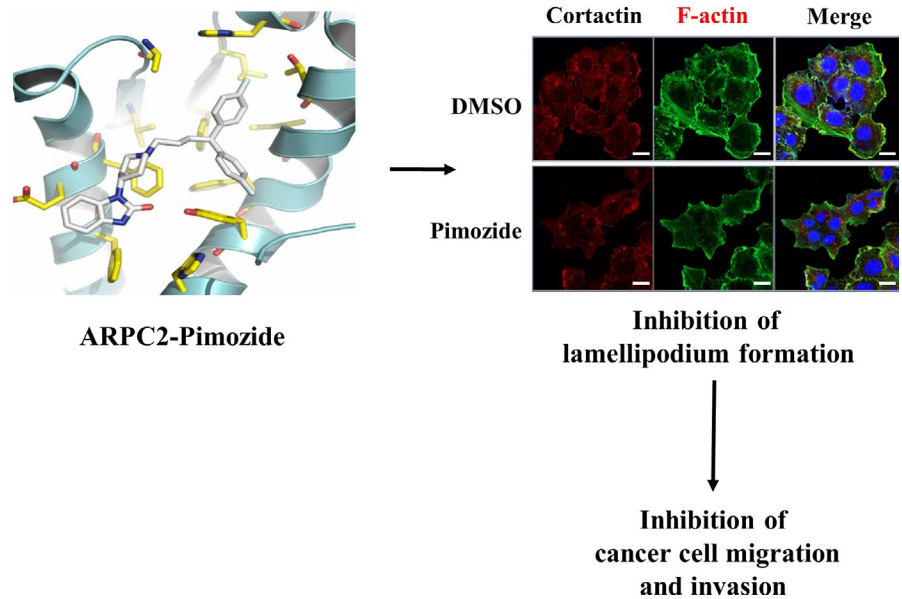 Cortactin F-actin Merge
DMSO
Pimozide
ARPC2-Pimozide
Inhibition of
lamellipodium formation
Inhibition of
cancer cell migration
and invasion